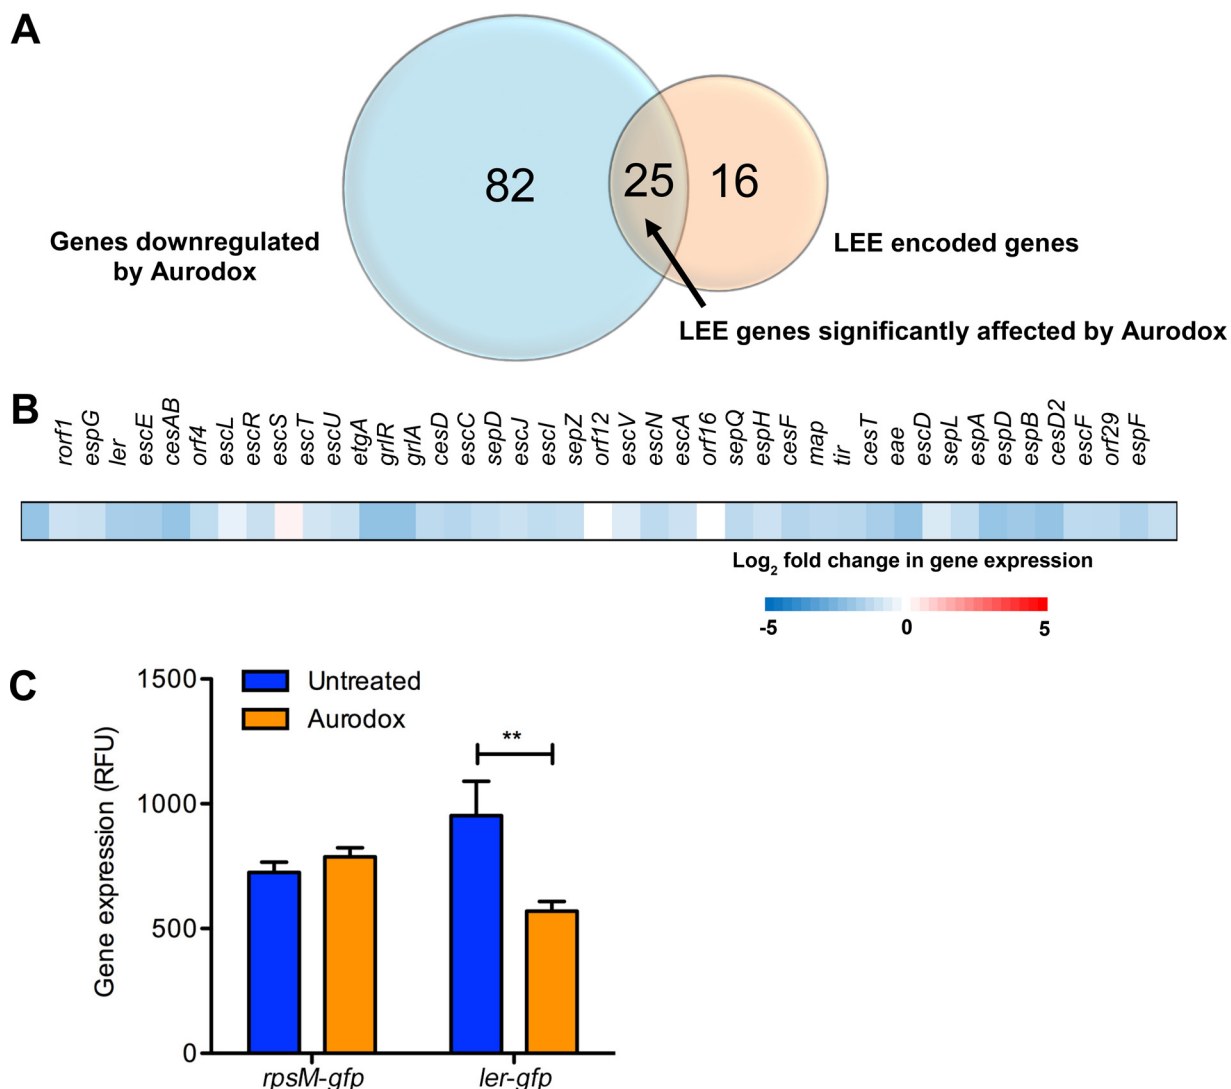 A
82
25
16
Genes downregulated
by Aurodox
LEE encoded genes
LEE genes significantly affected by Aurodox
B
rorf1
espG
ler
escE
cesAB
orf4
escL
escR
escS
escT
escU
etgA
grlR
grlA
cesD
escC
sepD
escJ
escI
sepZ
orf12
escV
escN
escA
orf16
sepQ
espH
cesF
map
tir
cesT
eae
escD
sepL
espA
espD
espB
cesD2
escF
orf29
espF
Log2 fold change in gene expression
-5 0 5
C
Untreated
Aurodox
**
Gene expression (RFU)
1500
1000
500
0
rpsM-gfp ler-gfp